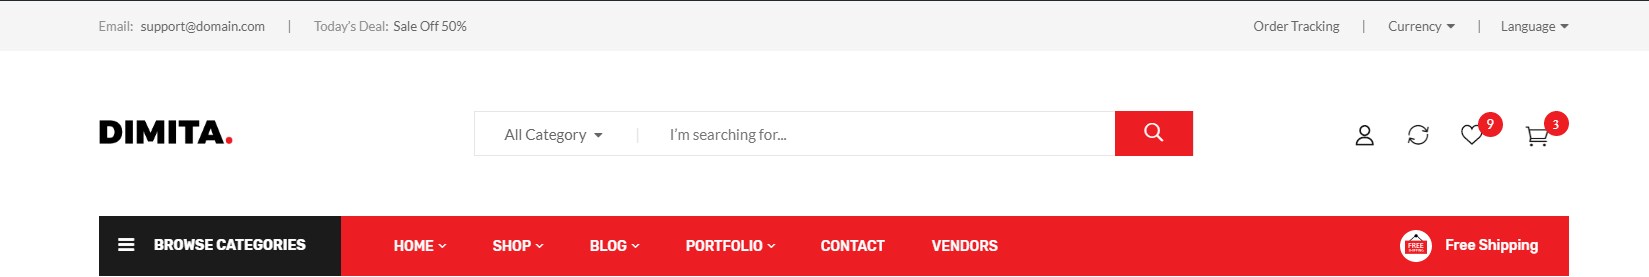 Email: support@domain.com | Today's Deal: Sale Off 50% Order Tracking | Currency | Language
DIMITA. All Category | I'm searching for... 9 3
BROWSE CATEGORIES HOME SHOP BLOG PORTFOLIO CONTACT VENDORS FREE Free Shipping